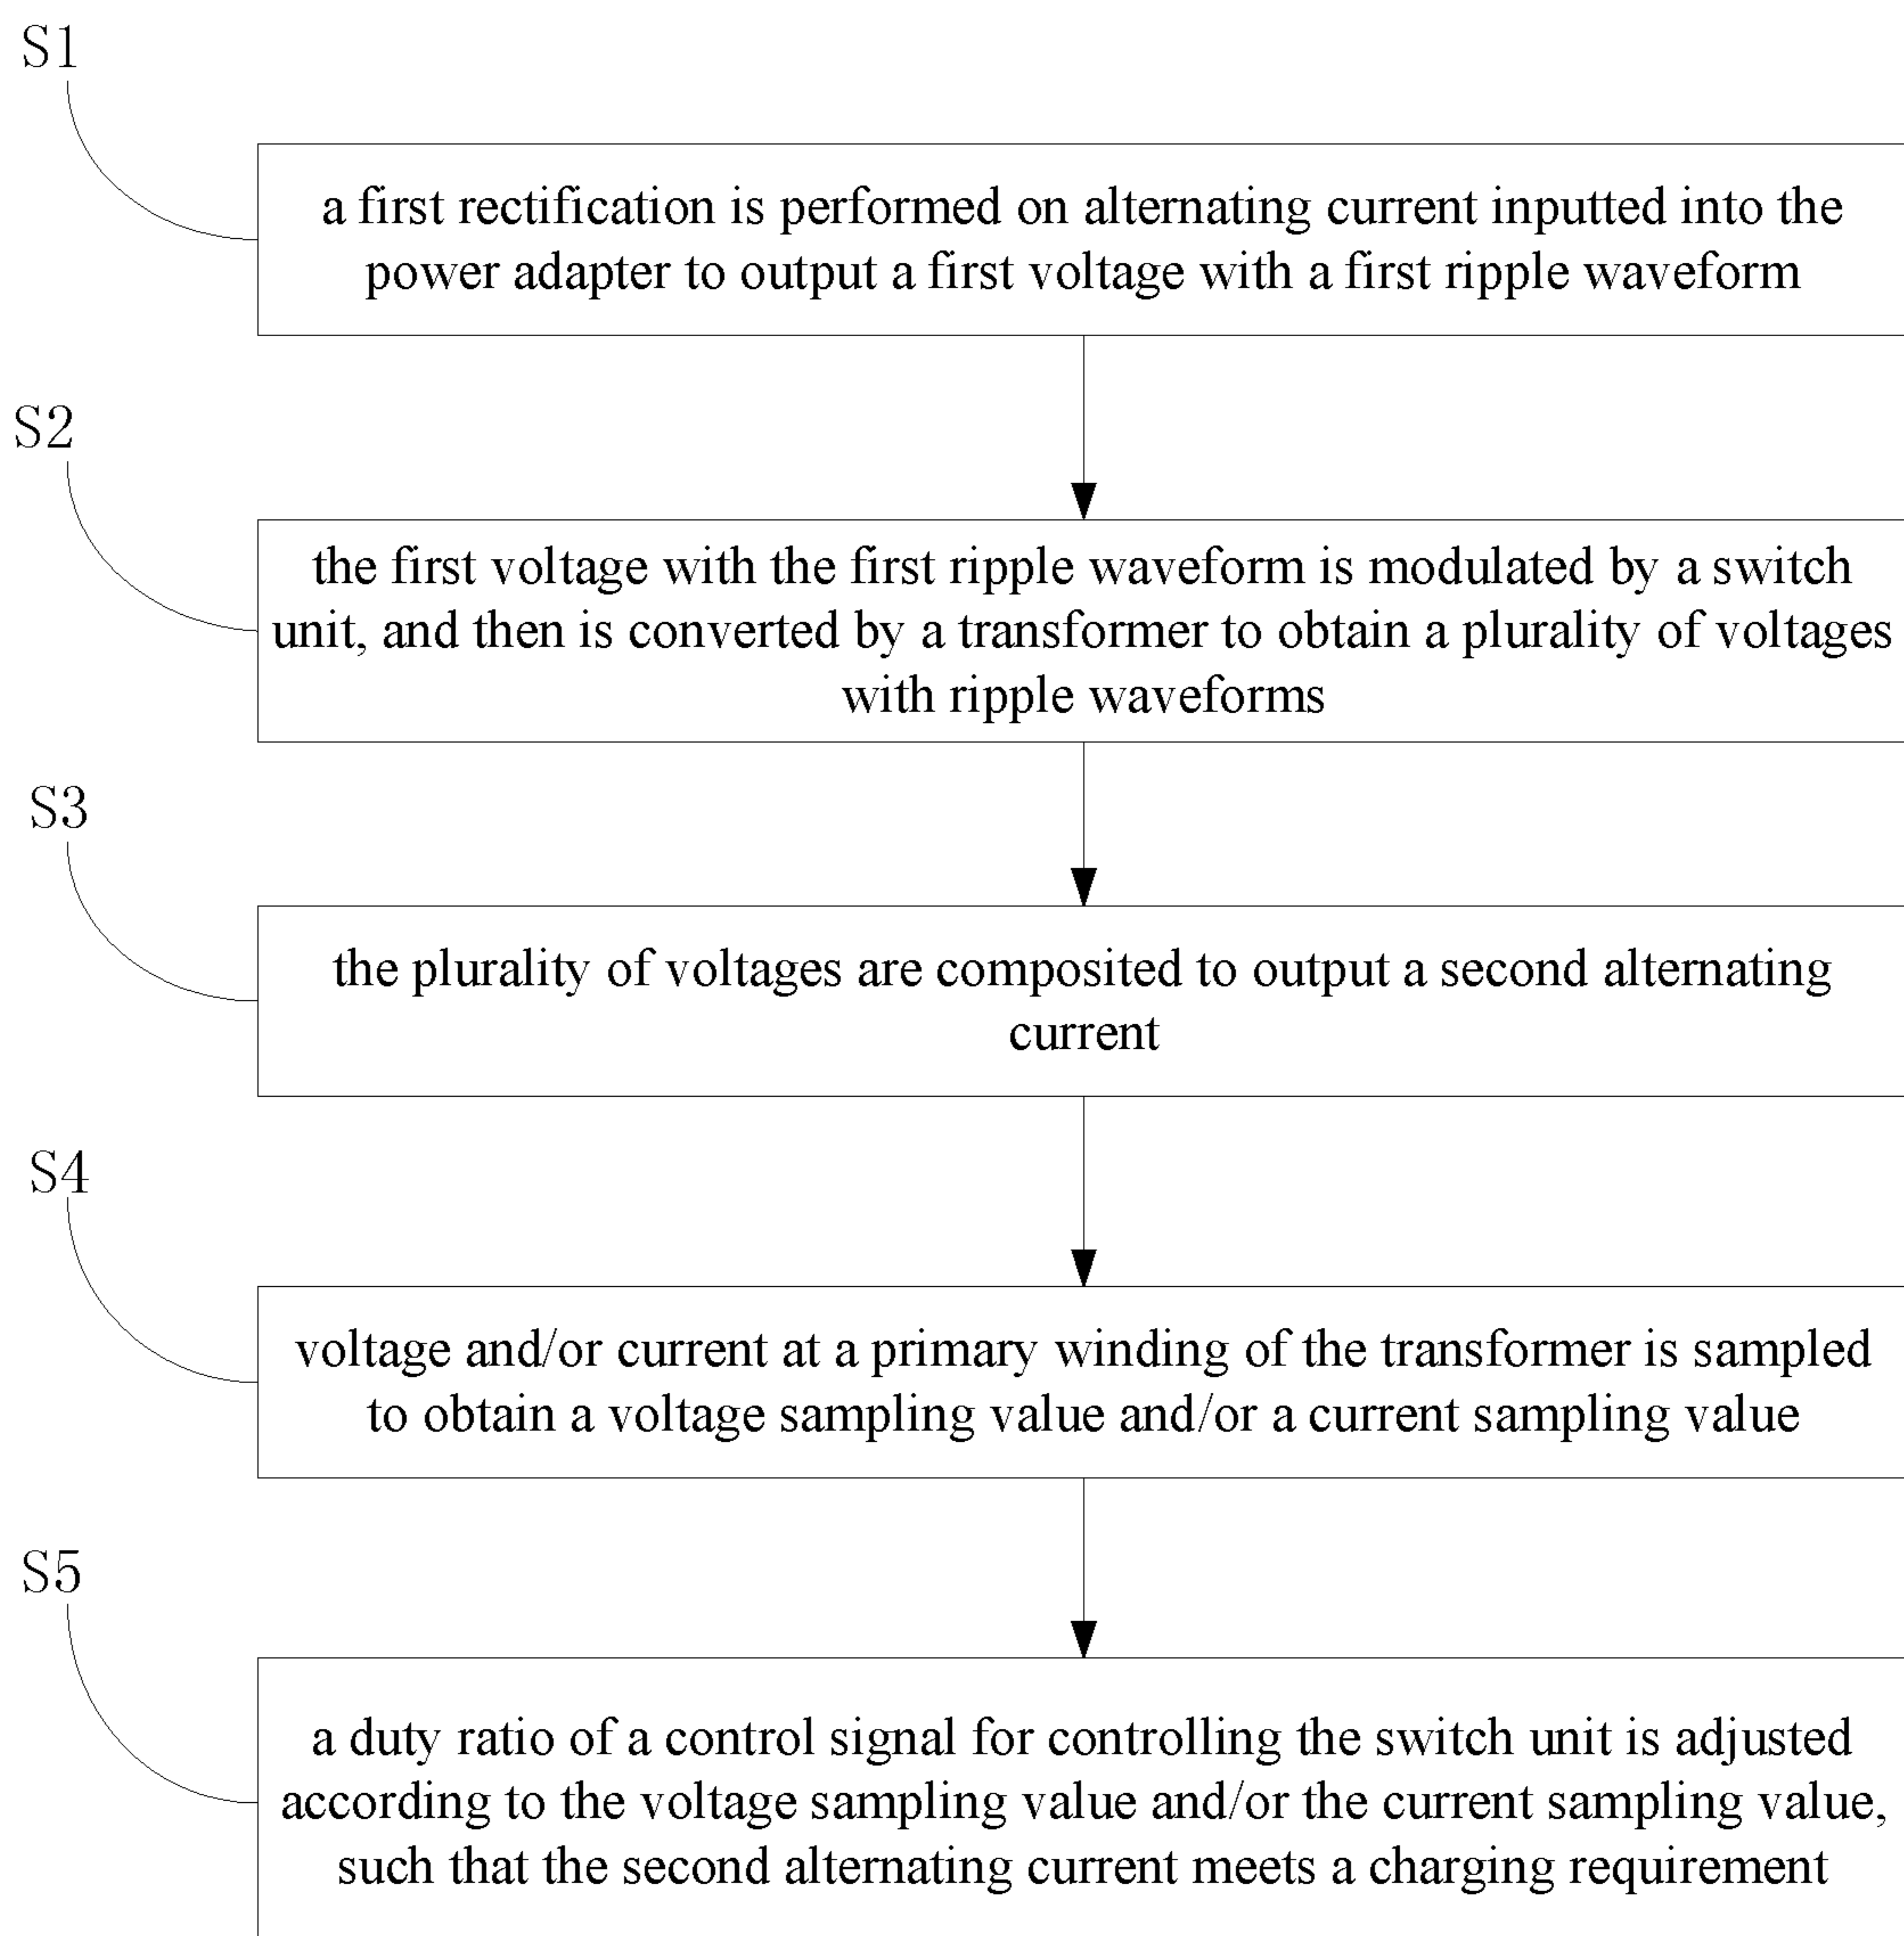 S1
a first rectification is performed on alternating current inputted into the
power adapter to output a first voltage with a first ripple waveform
S2
the first voltage with the first ripple waveform is modulated by a switch
unit, and then is converted by a transformer to obtain a plurality of voltages
with ripple waveforms
S3
the plurality of voltages are composited to output a second alternating
current
S4
voltage and/or current at a primary winding of the transformer is sampled
to obtain a voltage sampling value and/or a current sampling value
S5
a duty ratio of a control signal for controlling the switch unit is adjusted
according to the voltage sampling value and/or the current sampling value,
such that the second alternating current meets a charging requirement